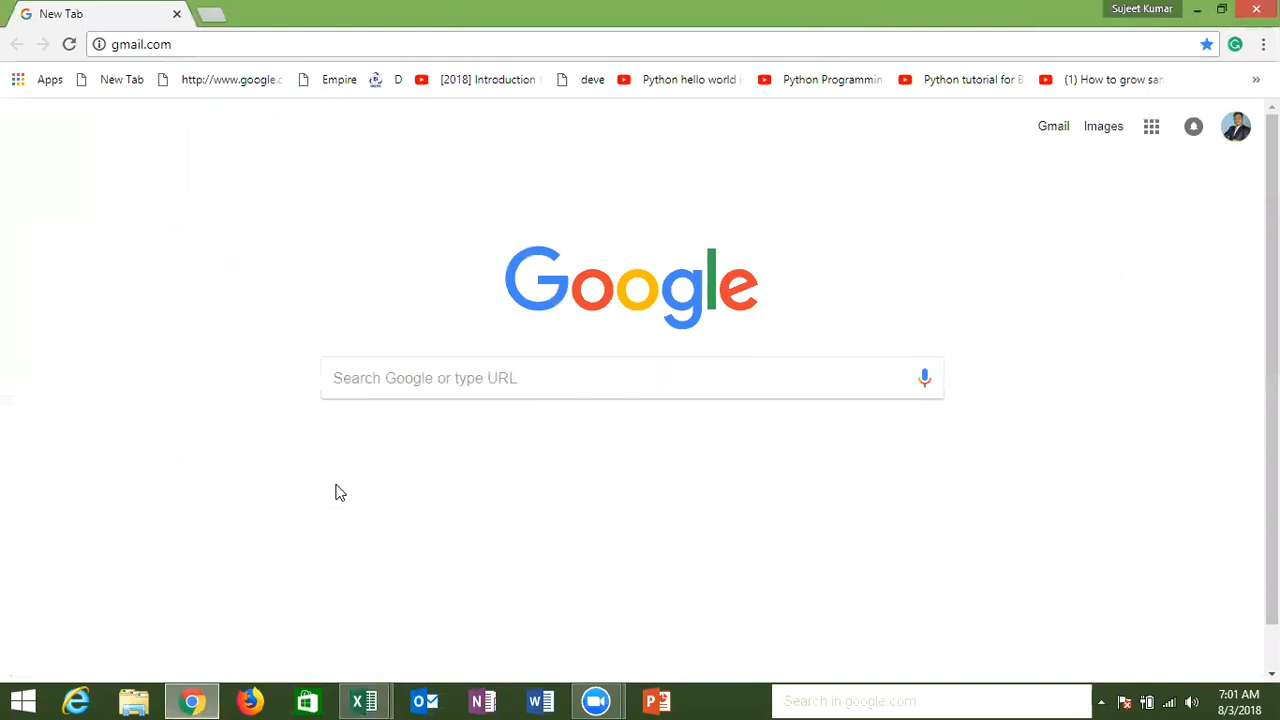 New Tab
Sujeet Kumar
gmail.com
Apps New Tab http://www.google.c Empire D [2018] Introduction deve Python hello world Python Programmin Python tutorial for B (1) How to grow san
Gmail Images
Google
Search Google or type URL
Search in google.com
7:01 AM
8/3/2018